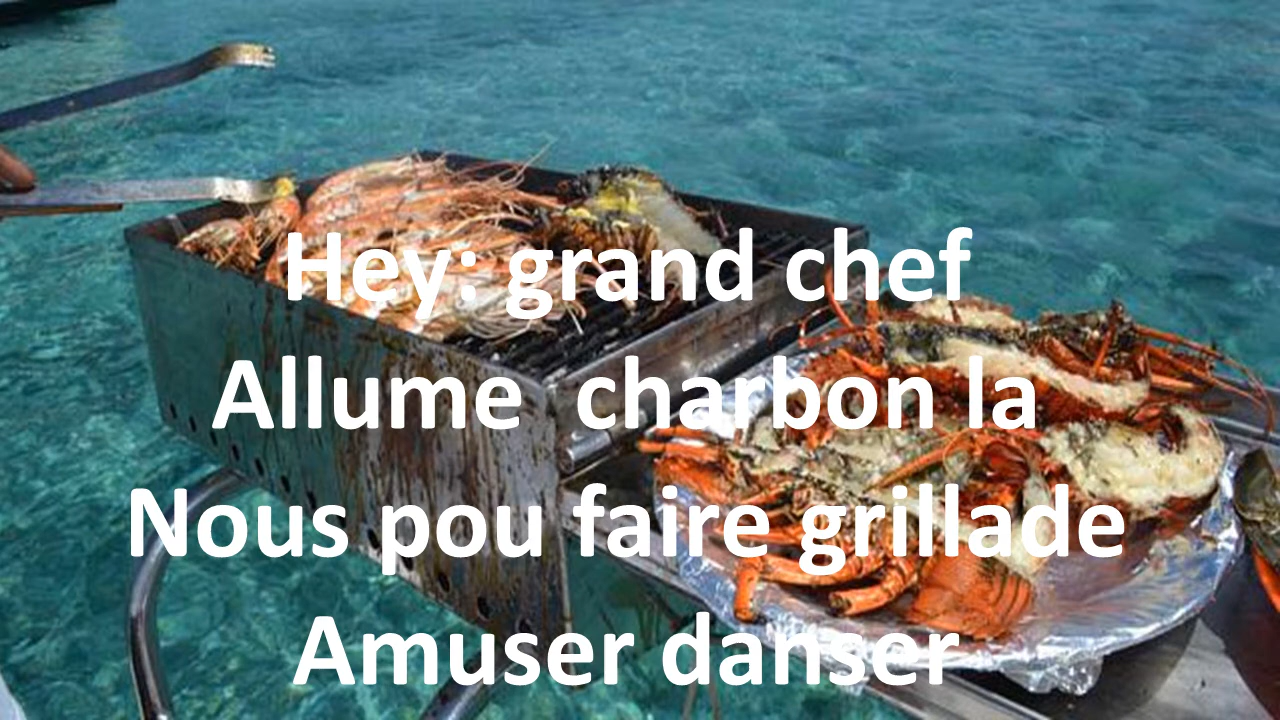 Hey: grand chef
Allume  charbon la
Nous pou faire grillade
Amuser danser